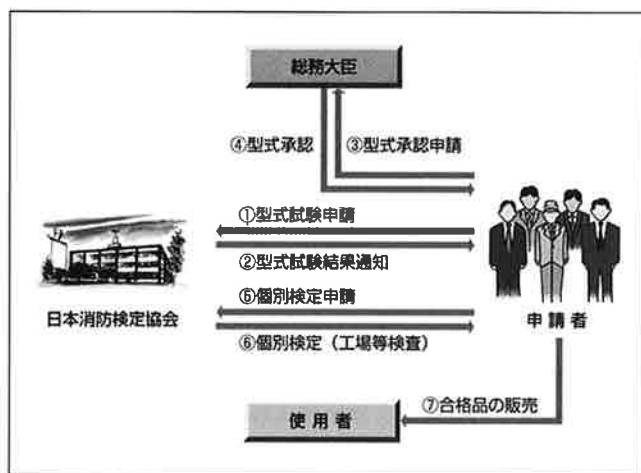 総務大臣
④型式承認 ③型式承認申請
①型式試験申請
②型式試験結果通知
⑤個別検定申請
日本消防検定協会
申請者
⑥個別検定（工場等検査）
⑦合格品の販売
使用者